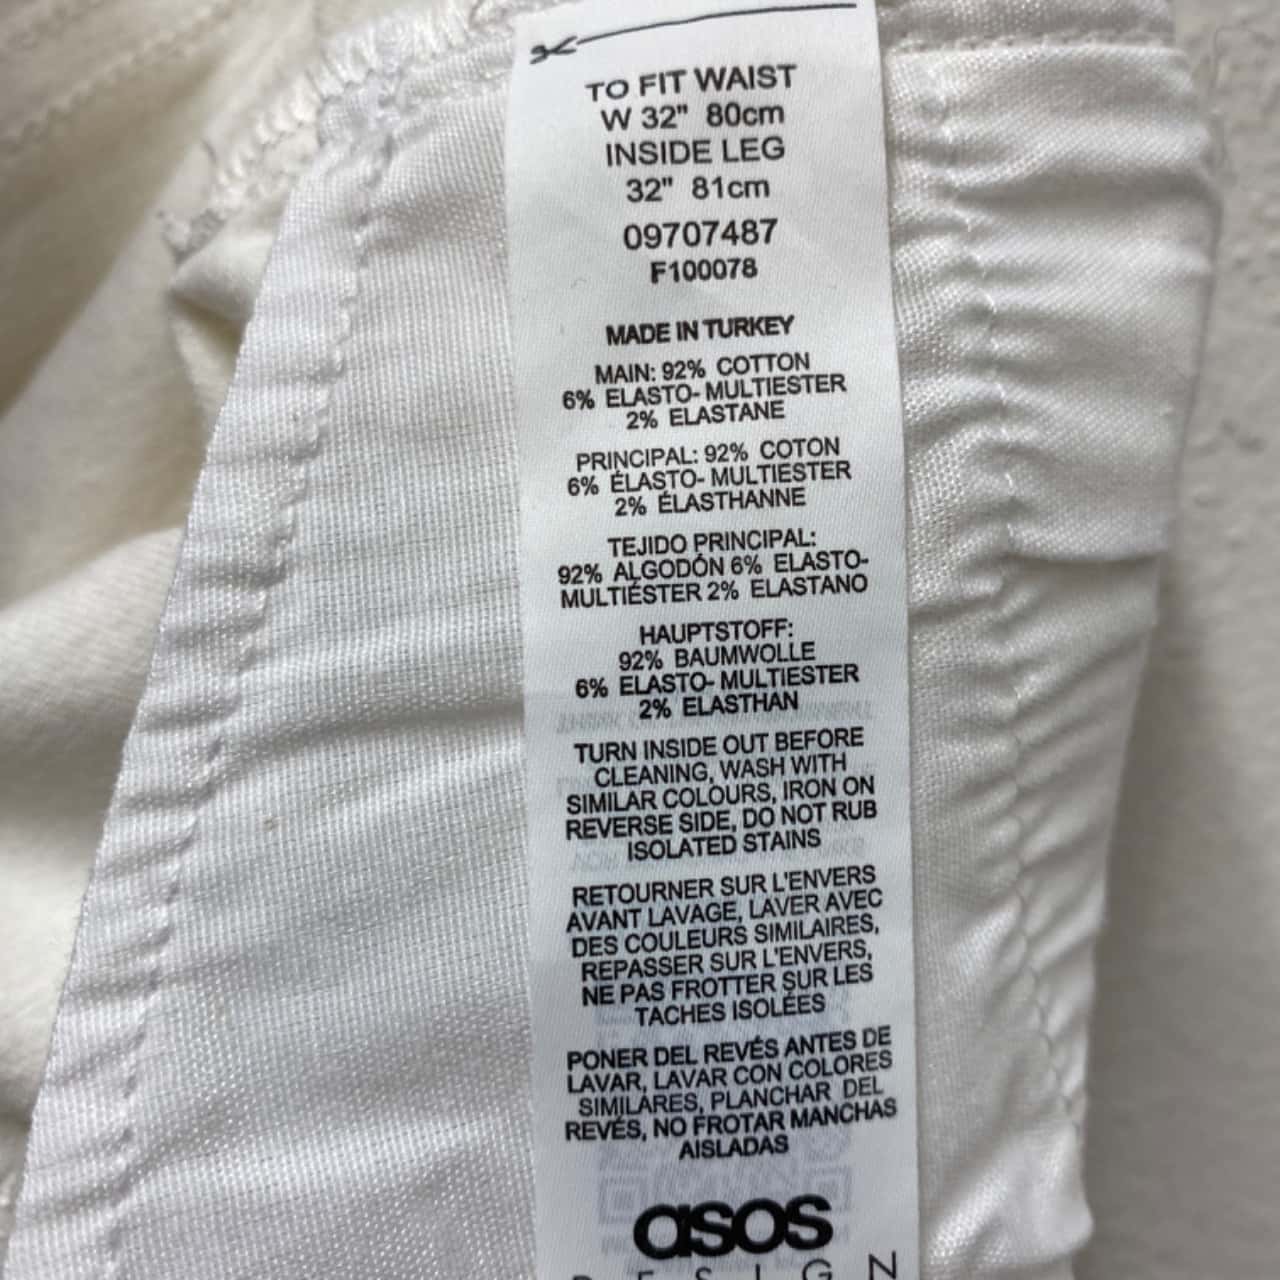 TO FIT WAIST
W 32" 80cm
INSIDE LEG
32" 81cm
09707487
F100078
MADE IN TURKEY
MAIN: 92% COTTON
6% ELASTO- MULTIESTER
2% ELASTANE
PRINCIPAL: 92% COTON
6% ÉLASTO- MULTIESTER
2% ÉLASTHANNE
TEJIDO PRINCIPAL:
92% ALGODÓN 6% ELASTO-
MULTIÉSTER 2% ELASTANO
HAUPTSTOFF:
92% BAUMWOLLE
6% ELASTO- MULTIESTER
2% ELASTHAN
TURN INSIDE OUT BEFORE
CLEANING, WASH WITH
SIMILAR COLOURS, IRON ON
REVERSE SIDE, DO NOT RUB
ISOLATED STAINS
RETOURNER SUR L'ENVERS
AVANT LAVAGE, LAVER AVEC
DES COULEURS SIMILAIRES,
REPASSER SUR L'ENVERS,
NE PAS FROTTER SUR LES
TACHES ISOLÉES
PONER DEL REVÉS ANTES DE
LAVAR, LAVAR CON COLORES
SIMILARES, PLANCHAR DEL
REVÉS, NO FROTAR MANCHAS
AISLADAS
asos
DESIGN